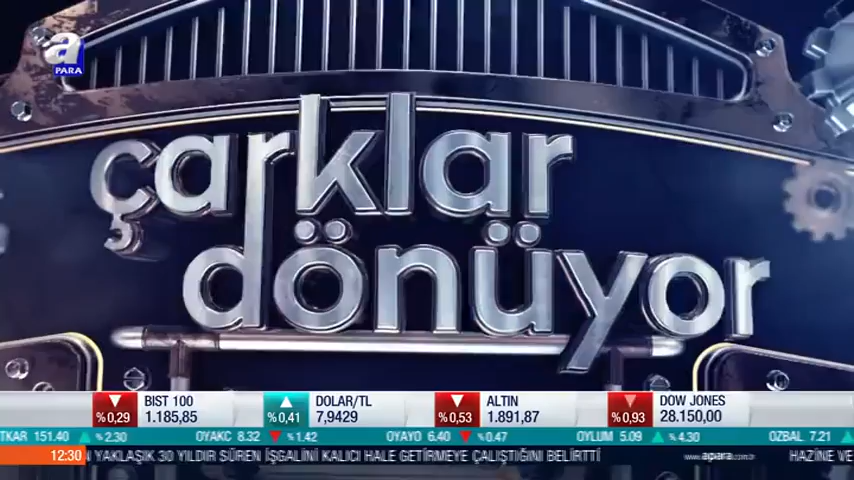 a
PARA
çarklar
dönüyor
%0,29 BIST 100 1.185,85
%0,41 DOLAR/TL 7,9429
%0,53 ALTIN 1.891,87
%0,93 DOW JONES 28.150,00
TKAR 151.40 %2.30 OYAKC 8.32 %1.42 OYAYO 6.40 %0.47 OYLUM 5.09 %4.30 OZBAL 7.21
12:30 YAKLAŞIK 30 YILDIR SÜREN İŞGALİNİ KALICI HALE GETİRMEYE ÇALIŞTIĞINI BELİRTTİ www.apara.com.tr HAZİNE VE